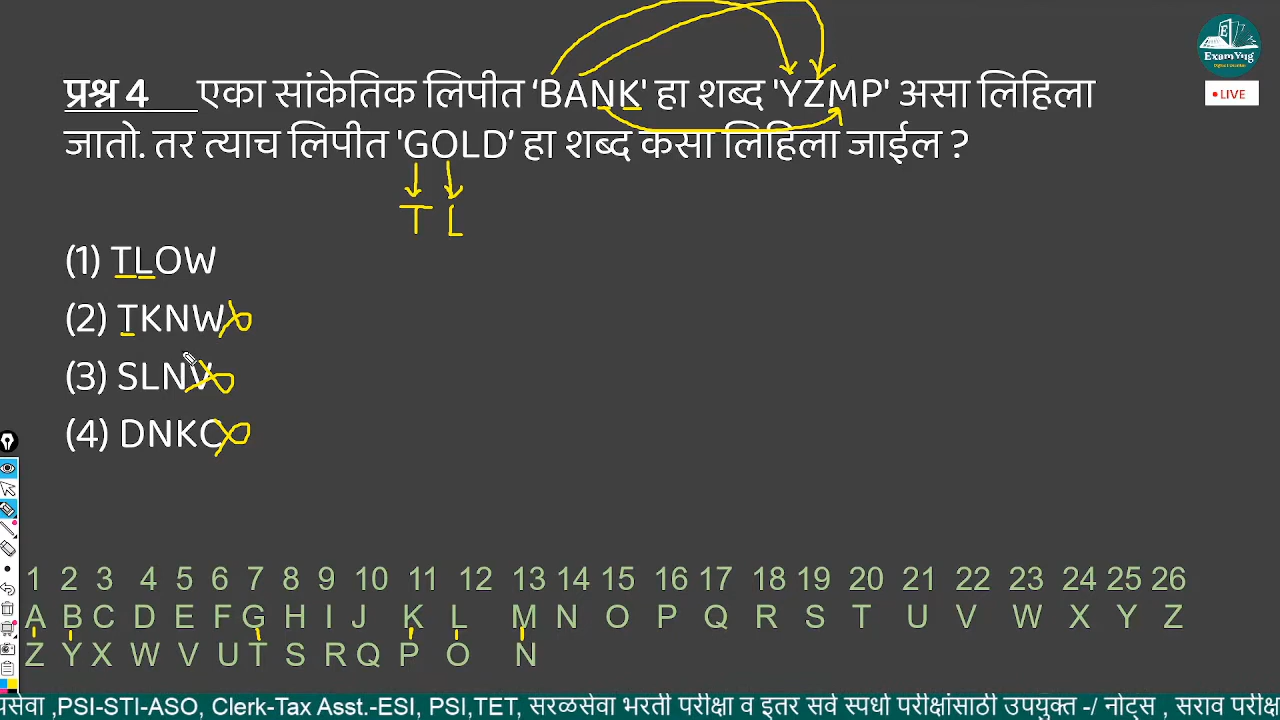 ExamYug
• LIVE
प्रश्न 4 एका सांकेतिक लिपीत ‘BANK' हा शब्द 'YZMP' असा लिहिला
जातो. तर त्याच लिपीत 'GOLD’ हा शब्द कसा लिहिला जाईल ?
T L
(1) TLOW
(2) TKNW
(3) SLNV
(4) DNKC
1 2 3 4 5 6 7 8 9 10 11 12 13 14 15 16 17 18 19 20 21 22 23 24 25 26
A B C D E F G H I J K L M N O P Q R S T U V W X Y Z
Z Y X W V U T S R Q P O N
,PSI-STI-ASO, Clerk-Tax Asst.-ESI, PSI,TET, सरळसेवा भरती परीक्षा व इतर सर्व स्पर्धा परीक्षांसाठी उपयुक्त -/ नोट्स , सराव